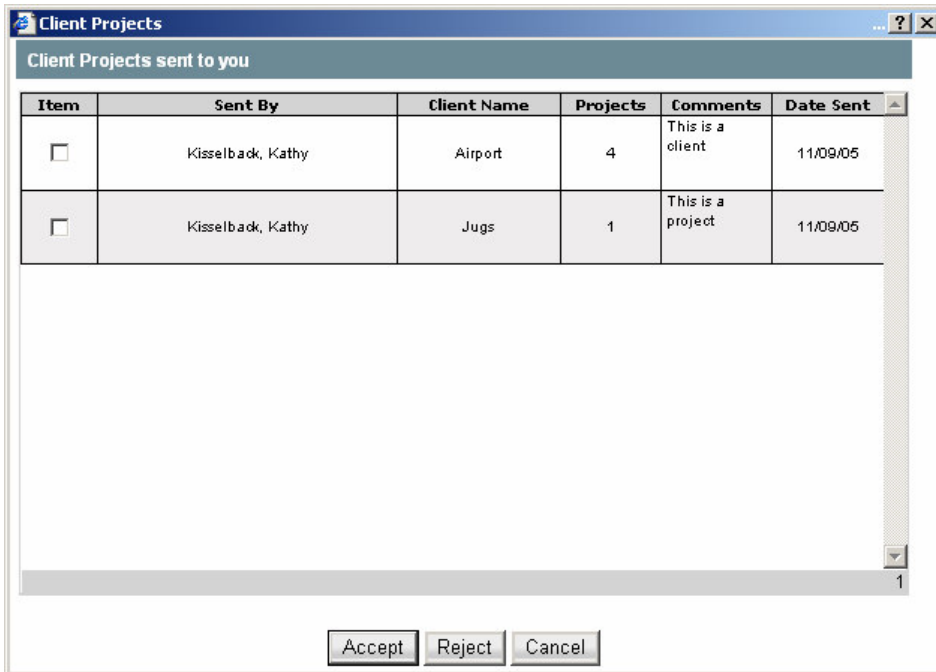 Client Projects ... ? X
Client Projects sent to you
Item Sent By Client Name Projects Comments Date Sent
Kisselback, Kathy Airport 4 This is a
client 11/09/05
Kisselback, Kathy Jugs 1 This is a
project 11/09/05
1
Accept Reject Cancel